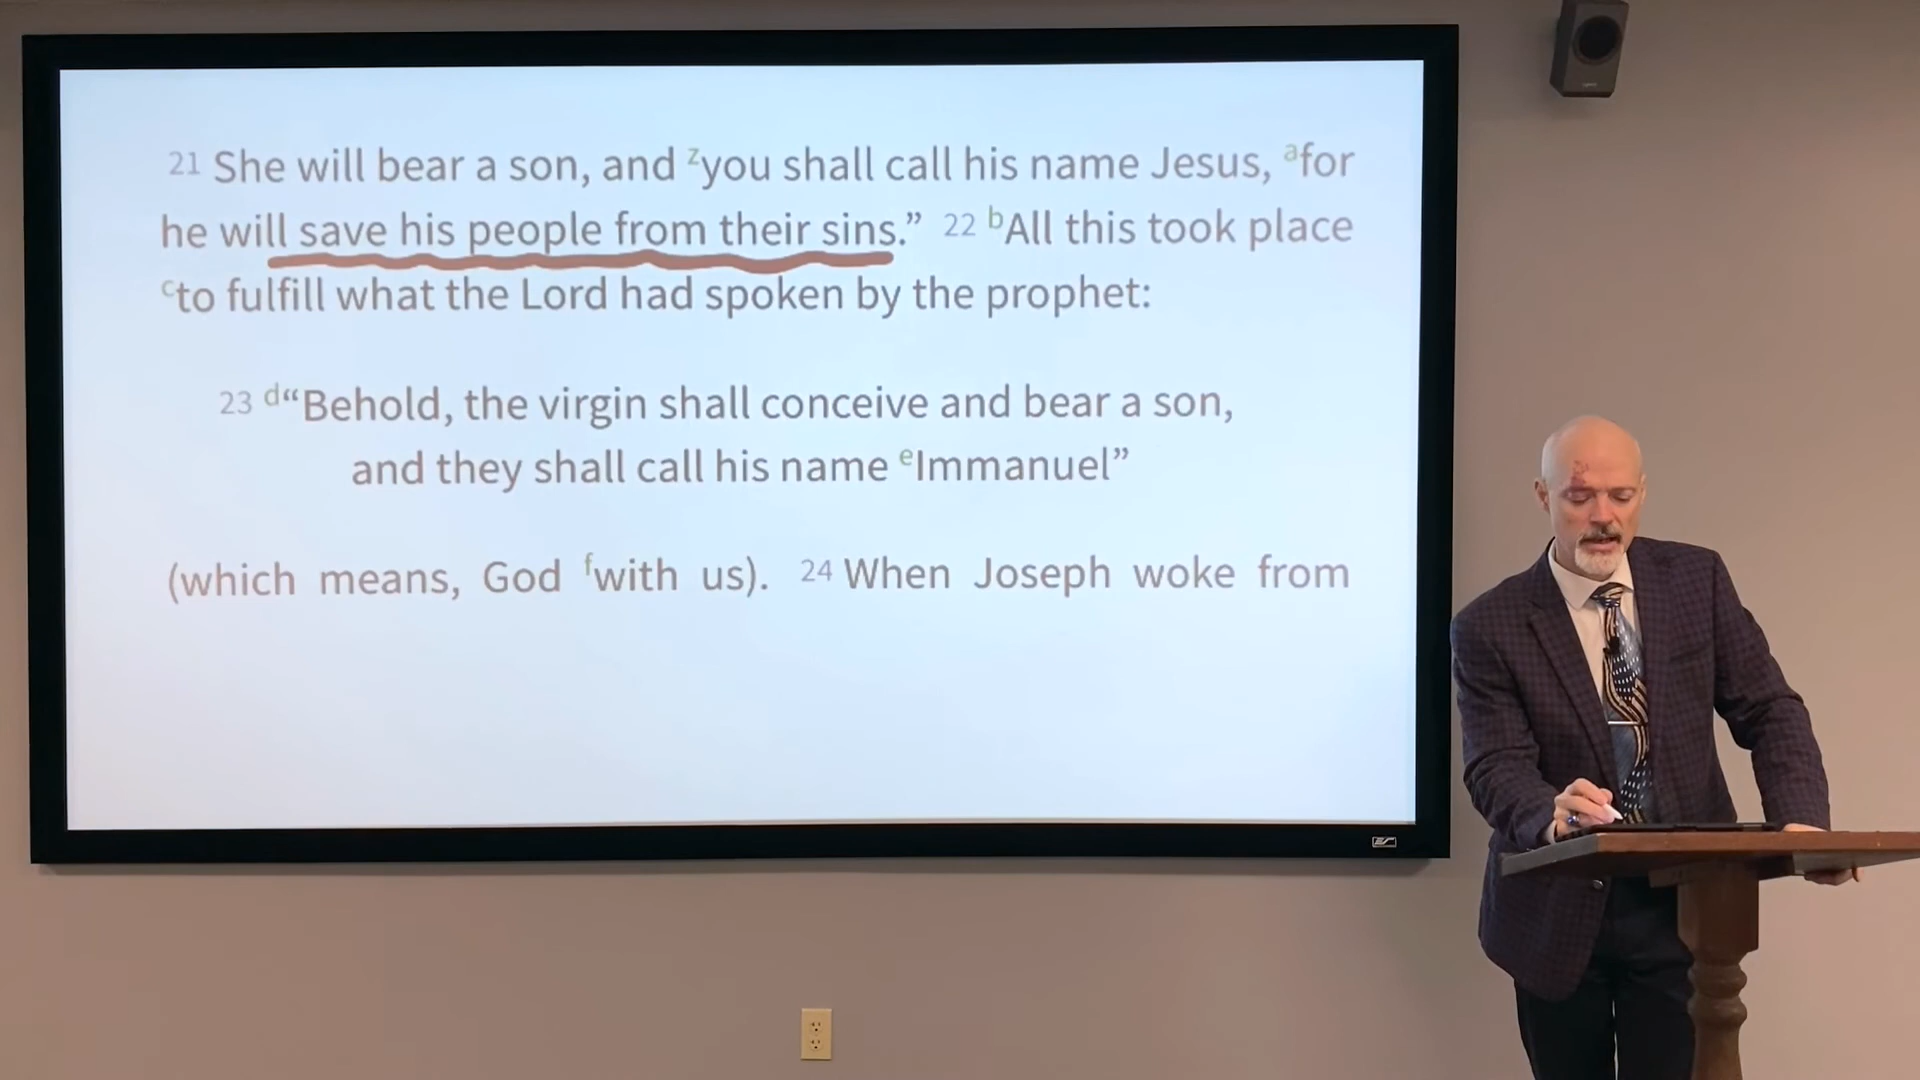 21 She will bear a son, and zyou shall call his name Jesus, afor
he will save his people from their sins.” 22 bAll this took place
cto fulfill what the Lord had spoken by the prophet:
23 d“Behold, the virgin shall conceive and bear a son,
and they shall call his name eImmanuel”
(which means, God fwith us). 24 When Joseph woke from